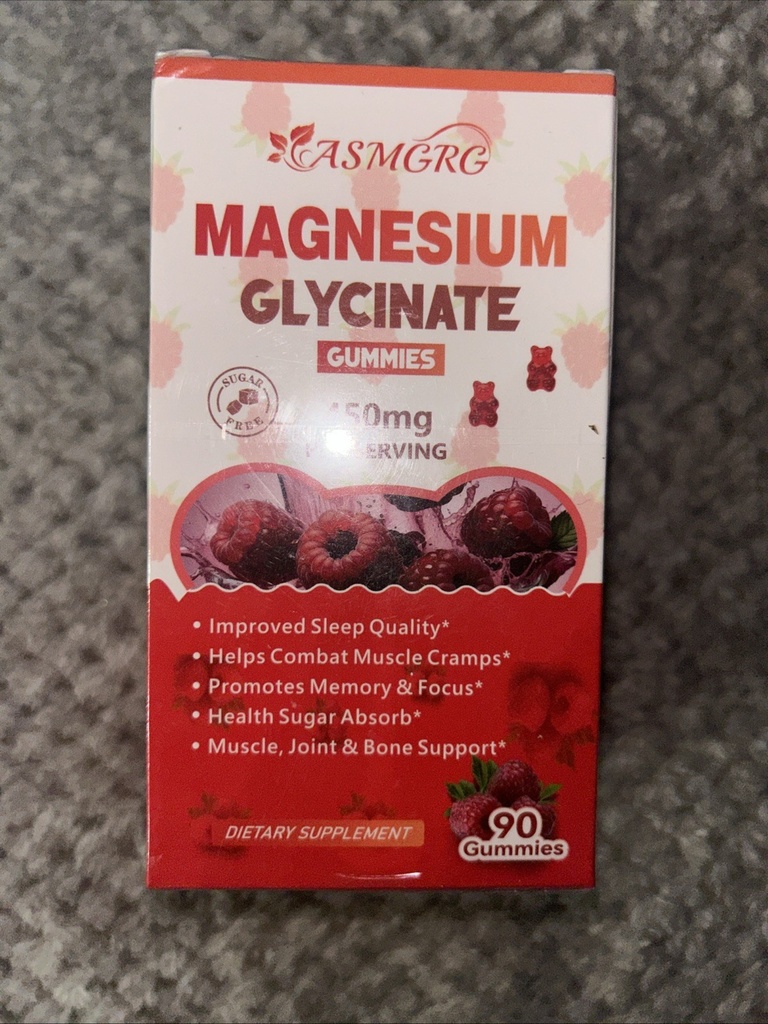 ASMGRG
MAGNESIUM
GLYCINATE
GUMMIES
SUGAR
FREE
• Improved Sleep Quality*
• Helps Combat Muscle Cramps*
• Promotes Memory & Focus*
• Health Sugar Absorb*
• Muscle, Joint & Bone Support*
DIETARY SUPPLEMENT
90
Gummies